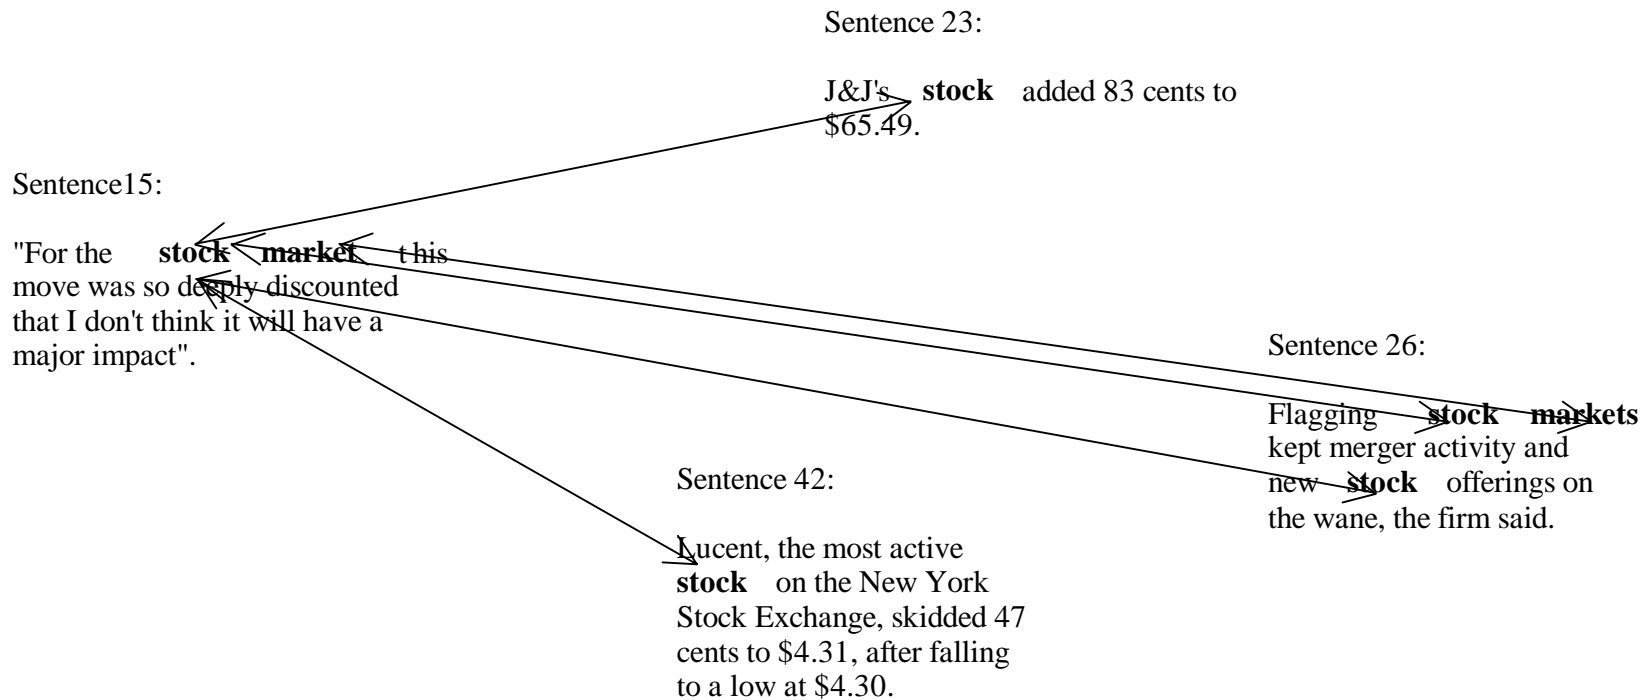 Sentence 23:
J&J's stock added 83 cents to
$65.49.
Sentence15:
"For the stock market t his
move was so deeply discounted
that I don't think it will have a
major impact".
Sentence 26:
Flagging stock markets
kept merger activity and
new stock offerings on
the wane, the firm said.
Sentence 42:
Lucent, the most active
stock on the New York
Stock Exchange, skidded 47
cents to $4.31, after falling
to a low at $4.30.